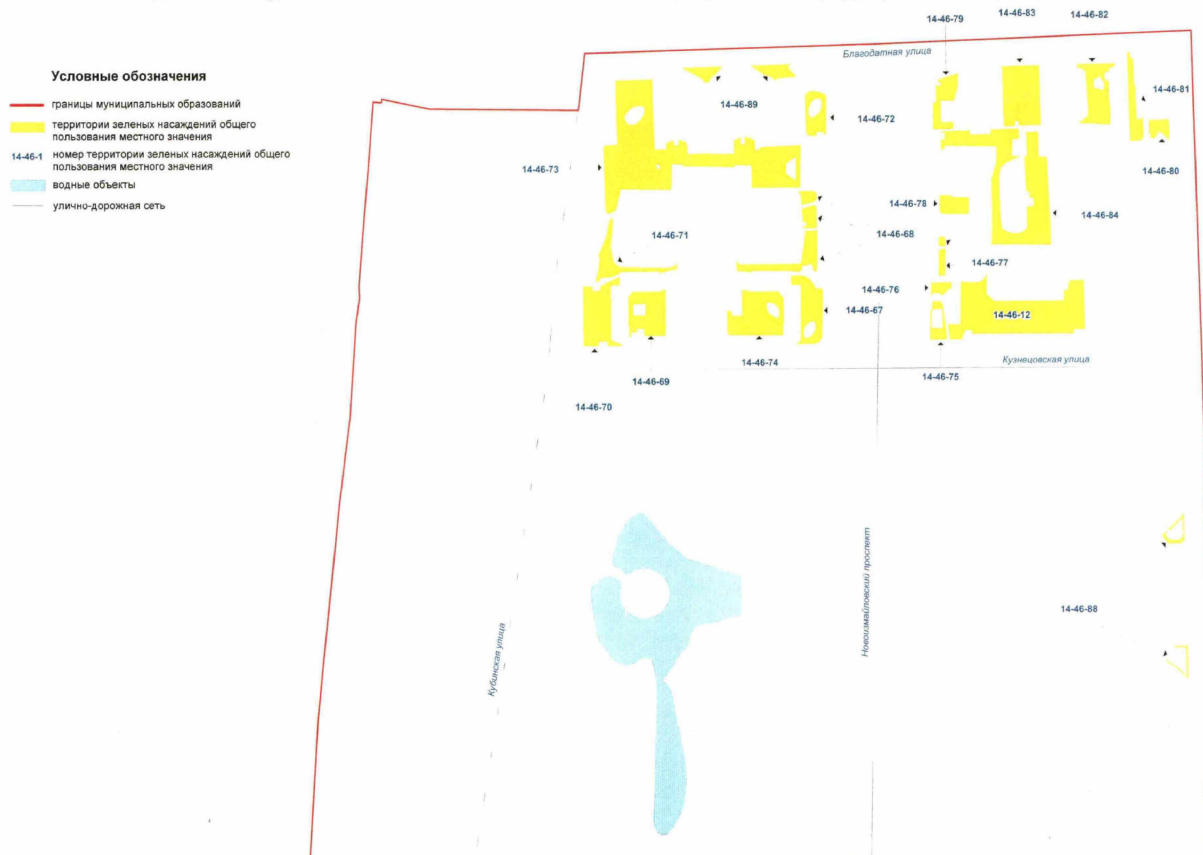 Условные обозначения
границы муниципальных образований
территории зеленых насаждений общего
пользования местного значения
14-46-1 номер территории зеленых насаждений общего
пользования местного значения
водные объекты
улично-дорожная сеть
14-46-79
14-46-83
14-46-82
Благодатная улица
14-46-81
14-46-89
14-46-72
14-46-73
14-46-80
14-46-78
14-46-84
14-46-71
14-46-68
14-46-77
14-46-76
14-46-67
14-46-12
14-46-74
Кузнецовская улица
14-46-69
14-46-75
14-46-70
Новоизмайловский проспект
14-46-88
Кубинская улица